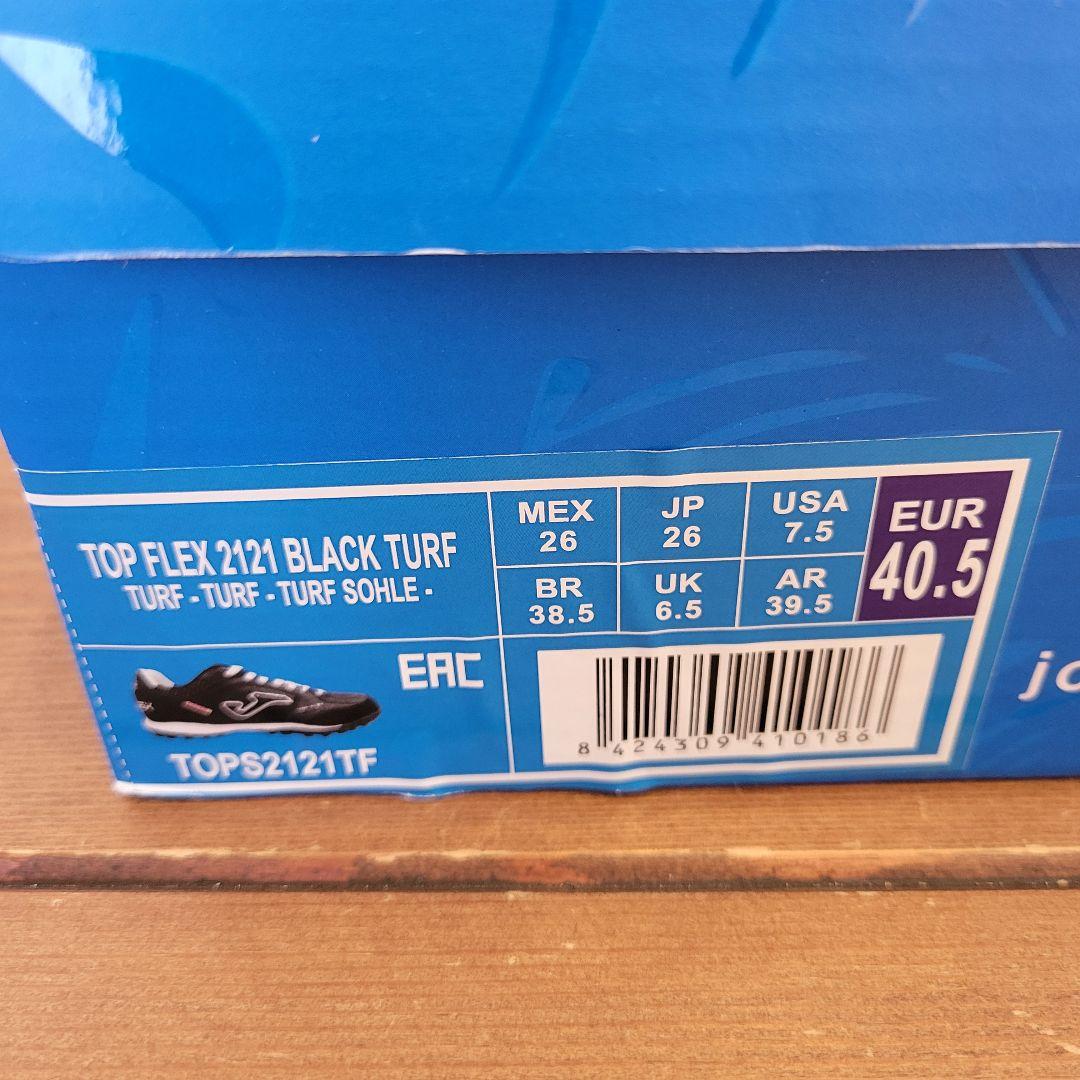 TOP FLEX 2121 BLACK TURF
TURF - TURF - TURF SOHLE -
MEX
26
JP
26
USA
7.5
EUR
40.5
BR
38.5
UK
6.5
AR
39.5
EAC
TOPS2121TF
8 424309 410186
jo